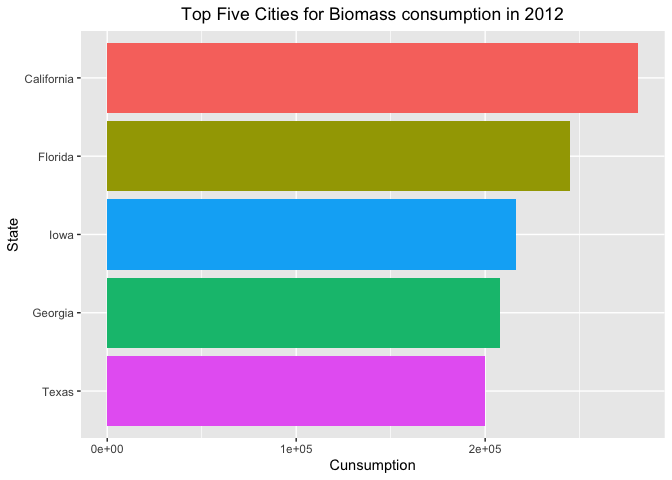 Top Five Cities for Biomass consumption in 2012
State
California
Florida
Iowa
Georgia
Texas
0e+00 1e+05 2e+05
Cunsumption